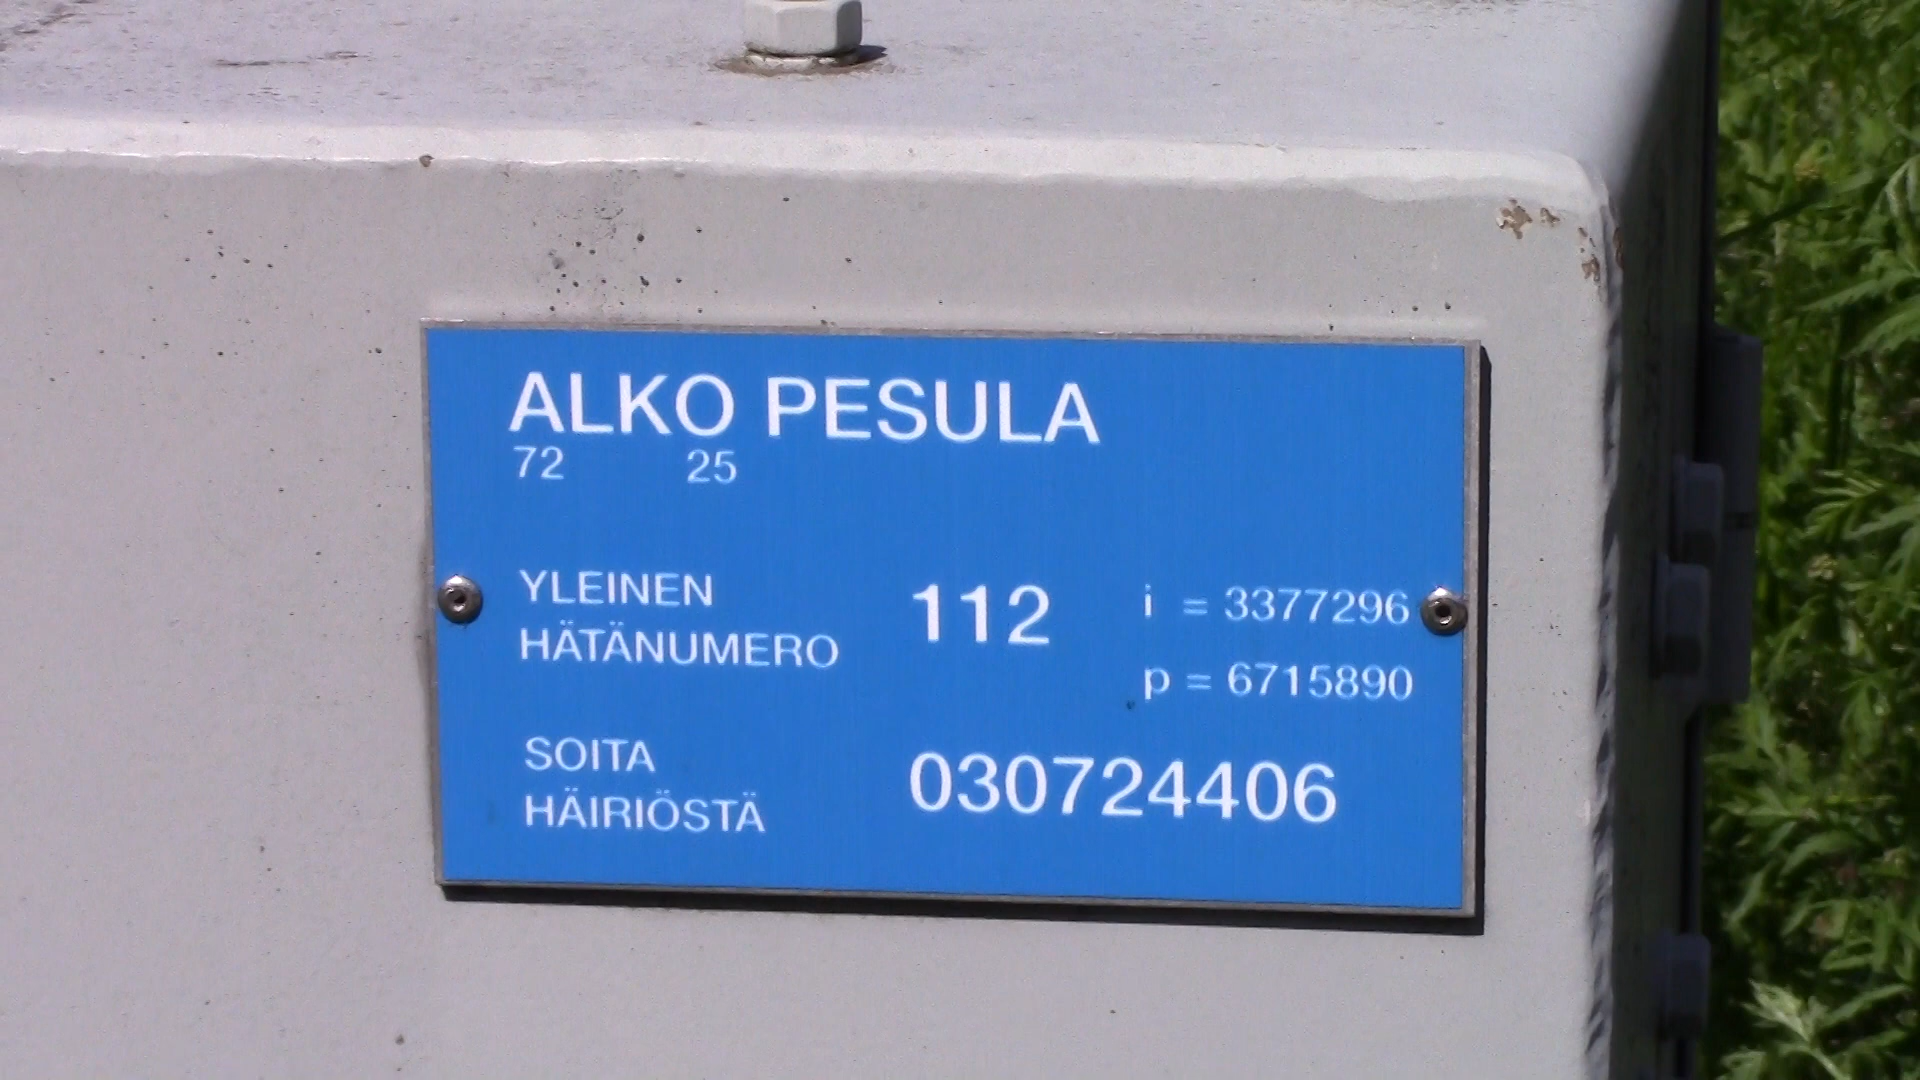 ALKO PESULA
72 25
YLEINEN
HÄTÄNUMERO
112
i = 3377296
p = 6715890
SOITA
HÄIRIÖSTÄ
030724406